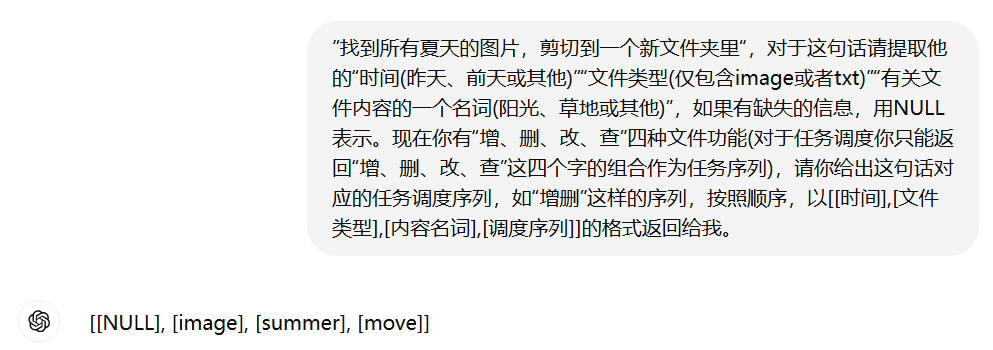 ”找到所有夏天的图片，剪切到一个新文件夹里“，对于这句话请提取他
的“时间(昨天、前天或其他)”“文件类型(仅包含image或者txt)”“有关文
件内容的一个名词(阳光、草地或其他)”，如果有缺失的信息，用NULL
表示。现在你有“增、删、改、查”四种文件功能(对于任务调度你只能返
回“增、删、改、查”这四个字的组合作为任务序列)，请你给出这句话对
应的任务调度序列，如“增删”这样的序列，按照顺序，以[[时间],[文件
类型],[内容名词],[调度序列]]的格式返回给我。
[[NULL], [image], [summer], [move]]